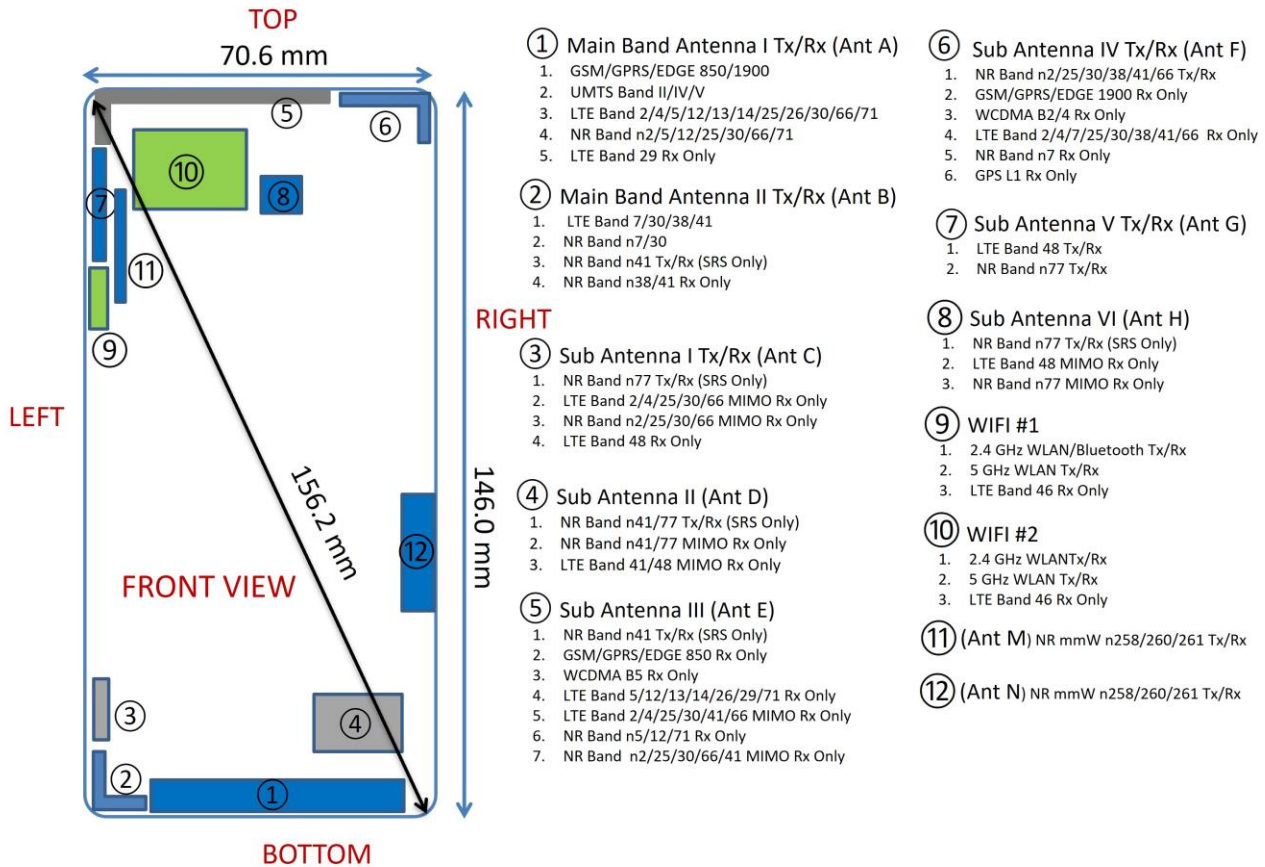 TOP
70.6 mm
⑤
⑥
⑩
⑧
⑦
⑪
⑨
RIGHT
LEFT
156.2 mm
146.0 mm
⑫
FRONT VIEW
③
④
②
①
BOTTOM
① Main Band Antenna I Tx/Rx (Ant A)
1. GSM/GPRS/EDGE 850/1900
2. UMTS Band II/IV/V
3. LTE Band 2/4/5/12/13/14/25/26/30/66/71
4. NR Band n2/5/12/25/30/66/71
5. LTE Band 29 Rx Only
② Main Band Antenna II Tx/Rx (Ant B)
1. LTE Band 7/30/38/41
2. NR Band n7/30
3. NR Band n41 Tx/Rx (SRS Only)
4. NR Band n38/41 Rx Only
③ Sub Antenna I Tx/Rx (Ant C)
1. NR Band n77 Tx/Rx (SRS Only)
2. LTE Band 2/4/25/30/66 MIMO Rx Only
3. NR Band n2/25/30/66 MIMO Rx Only
4. LTE Band 48 Rx Only
④ Sub Antenna II (Ant D)
1. NR Band n41/77 Tx/Rx (SRS Only)
2. NR Band n41/77 MIMO Rx Only
3. LTE Band 41/48 MIMO Rx Only
⑤ Sub Antenna III (Ant E)
1. NR Band n41 Tx/Rx (SRS Only)
2. GSM/GPRS/EDGE 850 Rx Only
3. WCDMA B5 Rx Only
4. LTE Band 5/12/13/14/26/29/71 Rx Only
5. LTE Band 2/4/25/30/41/66 MIMO Rx Only
6. NR Band n5/12/71 Rx Only
7. NR Band n2/25/30/66/41 MIMO Rx Only
⑥ Sub Antenna IV Tx/Rx (Ant F)
1. NR Band n2/25/30/38/41/66 Tx/Rx
2. GSM/GPRS/EDGE 1900 Rx Only
3. WCDMA B2/4 Rx Only
4. LTE Band 2/4/7/25/30/38/41/66 Rx Only
5. NR Band n7 Rx Only
6. GPS L1 Rx Only
⑦ Sub Antenna V Tx/Rx (Ant G)
1. LTE Band 48 Tx/Rx
2. NR Band n77 Tx/Rx
⑧ Sub Antenna VI (Ant H)
1. NR Band n77 Tx/Rx (SRS Only)
2. LTE Band 48 MIMO Rx Only
3. NR Band n77 MIMO Rx Only
⑨ WIFI #1
1. 2.4 GHz WLAN/Bluetooth Tx/Rx
2. 5 GHz WLAN Tx/Rx
3. LTE Band 46 Rx Only
⑩ WIFI #2
1. 2.4 GHz WLANTx/Rx
2. 5 GHz WLAN Tx/Rx
3. LTE Band 46 Rx Only
⑪ (Ant M) NR mmW n258/260/261 Tx/Rx
⑫ (Ant N) NR mmW n258/260/261 Tx/Rx